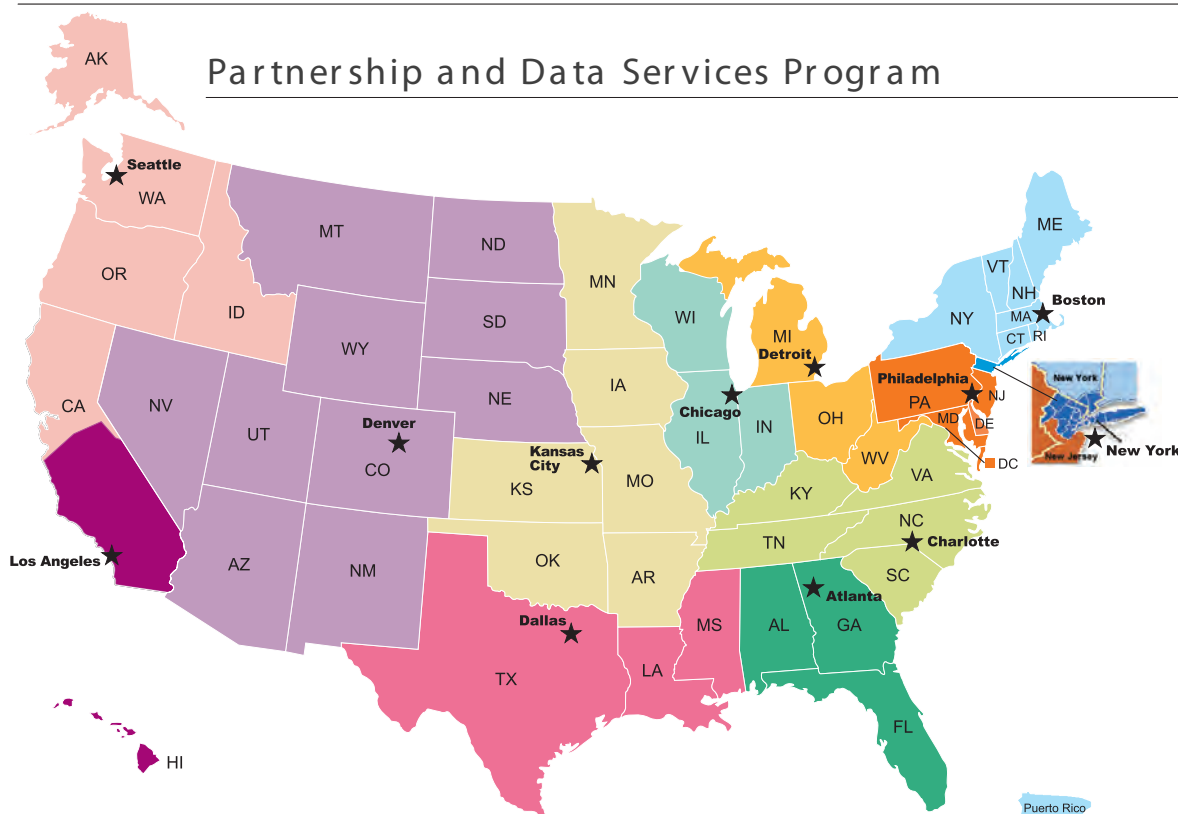 AK
Partnership and Data Services Program
Seattle
WA
MT
ND
ME
OR
VT
ID
MN
NH
SD
WI
NY
MA
Boston
MI
CT
RI
WY
Detroit
Philadelphia
New York
IA
NE
PA
NJ
CA
NV
Chicago
OH
MD
DE
UT
Denver
IL
IN
New York
CO
Kansas
City
WV
New Jersey
DC
VA
KS
MO
KY
NC
Charlotte
TN
Los Angeles
AZ
NM
OK
AR
SC
Atlanta
Dallas
MS
AL
GA
TX
LA
FL
HI
Puerto Rico